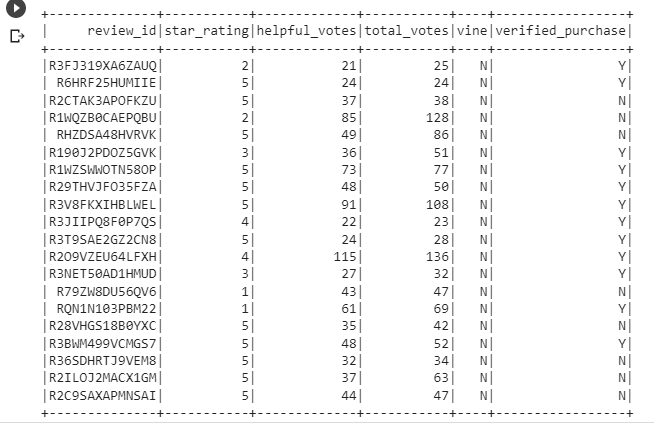 +--------------+-----------+-------------+-----------+----+-----------------+
|     review_id|star_rating|helpful_votes|total_votes|vine|verified_purchase|
+--------------+-----------+-------------+-----------+----+-----------------+
|R3FJ319XA6ZAUQ|          2|           21|         25|   N|                Y|
| R6HRF25HUMIIE|          5|           24|         24|   N|                Y|
|R2CTAK3APOFKZU|          5|           37|         38|   N|                N|
|R1WQZB0CAEPQBU|          2|           85|        128|   N|                N|
| RHZDSA48HVRVK|          5|           49|         86|   N|                N|
|R190J2PDOZ5GVK|          3|           36|         51|   N|                Y|
|R1WZSWWOTN58OP|          5|           73|         77|   N|                Y|
|R29THVJFO35FZA|          5|           48|         50|   N|                Y|
|R3V8FKXIHBLWEL|          5|           91|        108|   N|                Y|
|R3JIIPQ8F0P7QS|          4|           22|         23|   N|                Y|
|R3T9SAE2GZ2CN8|          5|           24|         28|   N|                Y|
|R2O9VZEU64LFXH|          4|          115|        136|   N|                Y|
|R3NET50AD1HMUD|          3|           27|         32|   N|                Y|
| R79ZW8DU56QV6|          1|           43|         47|   N|                N|
| RQN1N103PBM22|          1|           61|         69|   N|                Y|
|R28VHGS18B0YXC|          5|           35|         42|   N|                N|
|R3BWM499VCMGS7|          5|           48|         52|   N|                Y|
|R36SDHRTJ9VEM8|          5|           32|         34|   N|                N|
|R2ILOJ2MACX1GM|          5|           37|         63|   N|                N|
|R2C9SAXAPMNSAI|          5|           44|         47|   N|                N|
+--------------+-----------+-------------+-----------+----+-----------------+